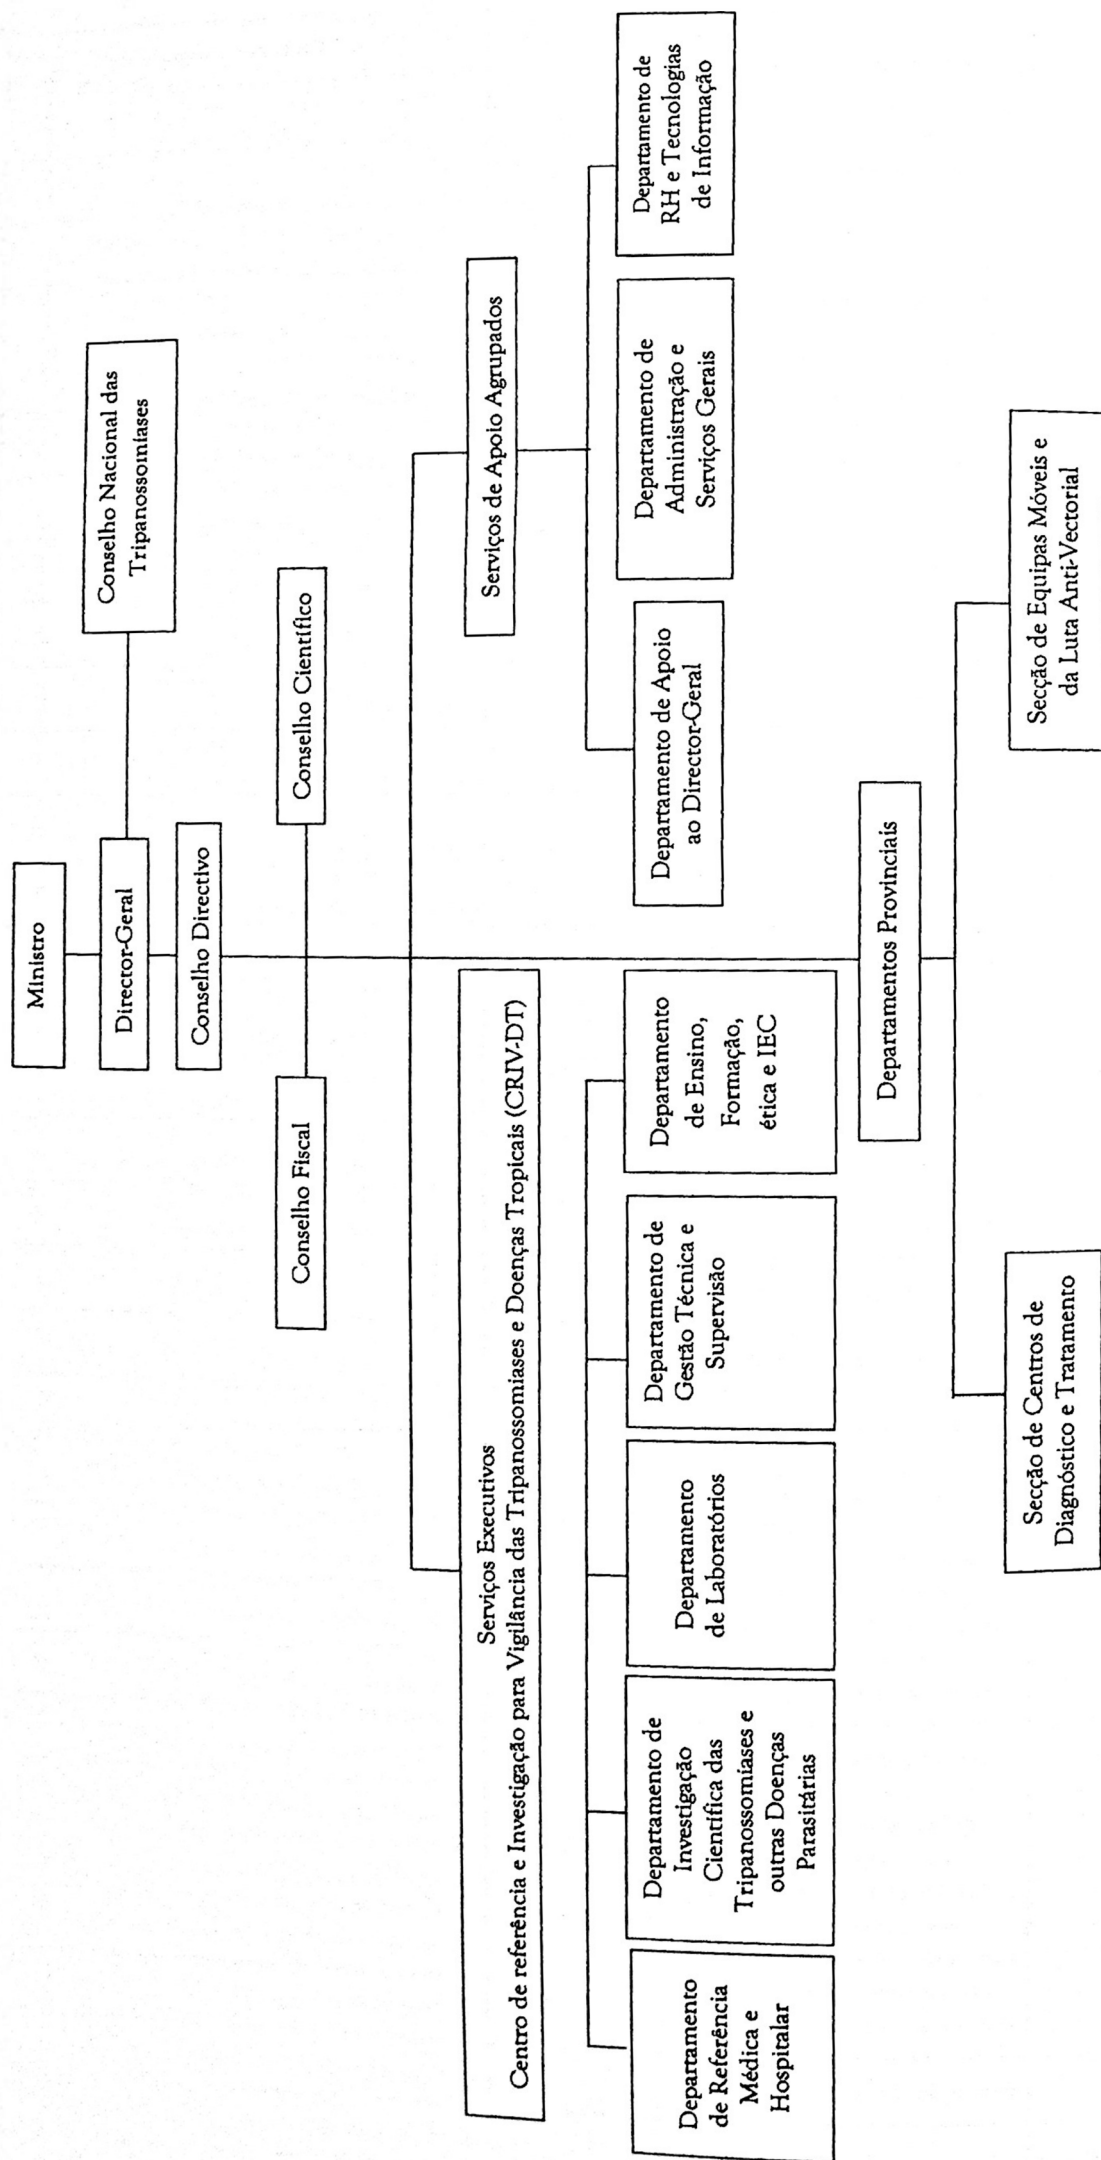 Ministro
Director-Geral
Conselho Nacional das
Tripanossomíases
Conselho Directivo
Conselho Fiscal
Conselho Científico
Serviços Executivos
Centro de referência e Investigação para Vigilância das Tripanossomiases e Doenças Tropicais (CRIV-DT)
Serviços de Apoio Agrupados
Departamento
de Referência
Médica e
Hospitalar
Departamento de
Investigação
Científica das
Tripanossomiases e
outras Doenças
Parasitárias
Departamento
de Laboratórios
Departamento de
Gestão Técnica e
Supervisão
Departamento
de Ensino,
Formação,
ética e IEC
Departamento de Apoio
ao Director-Geral
Departamento de
Administração e
Serviços Gerais
Departamento de
RH e Tecnologias
de Informação
Departamentos Provinciais
Secção de Centros de
Diagnóstico e Tratamento
Secção de Equipas Móveis e
da Luta Anti-Vectorial